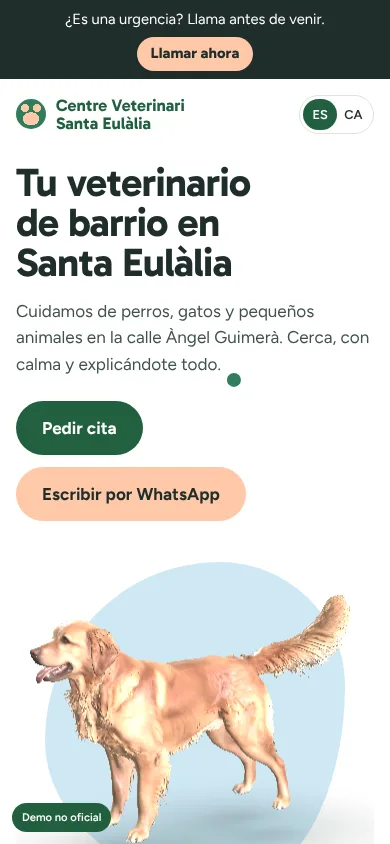 ¿Es una urgencia? Llama antes de venir.
Llamar ahora
Centre Veterinari
Santa Eulàlia
ES CA
Tu veterinario
de barrio en
Santa Eulàlia
Cuidamos de perros, gatos y pequeños
animales en la calle Àngel Guimerà. Cerca, con
calma y explicándote todo.
Pedir cita
Escribir por WhatsApp
Demo no oficial